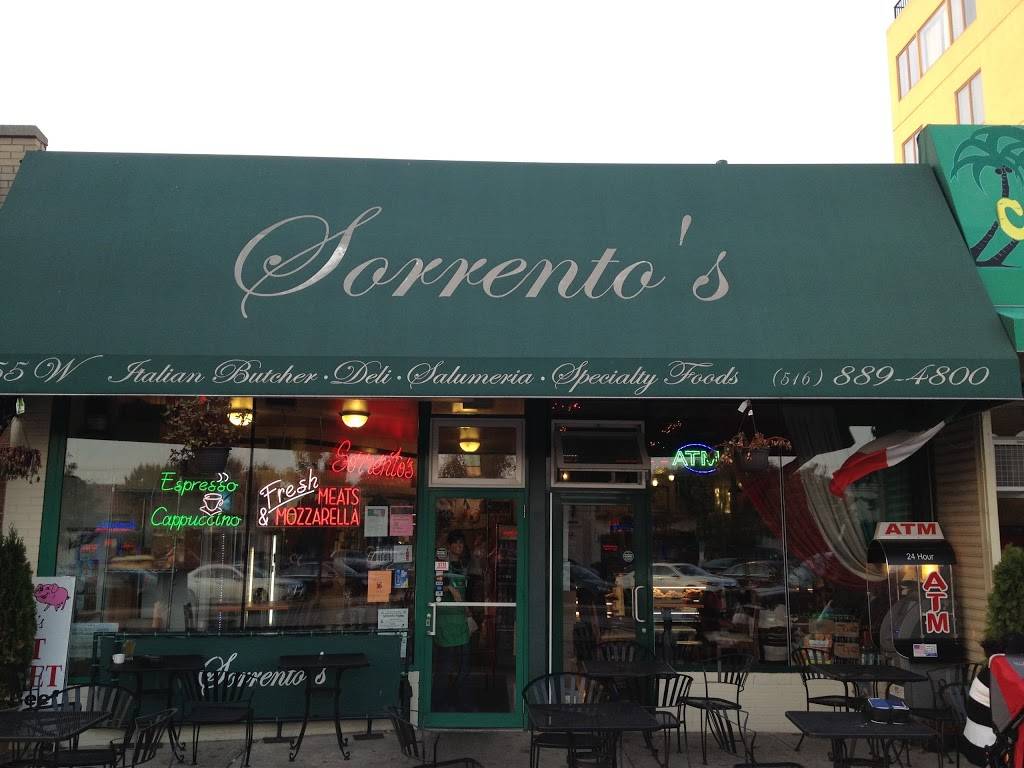 Sorrento's
55 W Italian Butcher · Deli · Salumeria · Specialty Foods (516) 889-4800
Sorrento's
Espresso
Cappuccino
Fresh
MEATS
& MOZZARELLA
ATM
ATM
24 Hour
ATM
Sorrento's